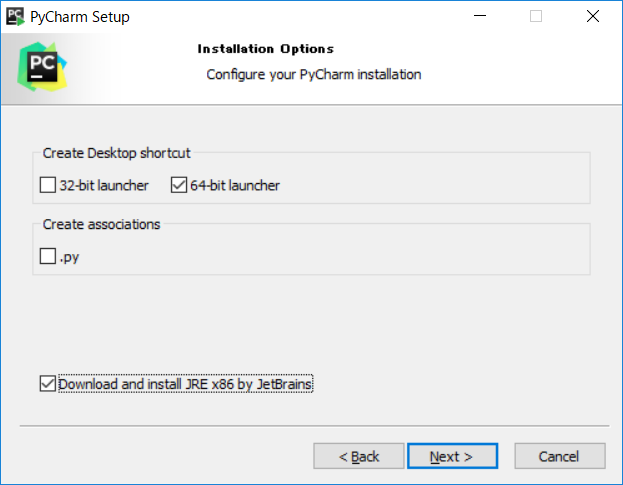 PC PyCharm Setup
PC
Installation Options
Configure your PyCharm installation
Create Desktop shortcut
32-bit launcher 64-bit launcher
Create associations
.py
Download and install JRE x86 by JetBrains
< Back Next > Cancel